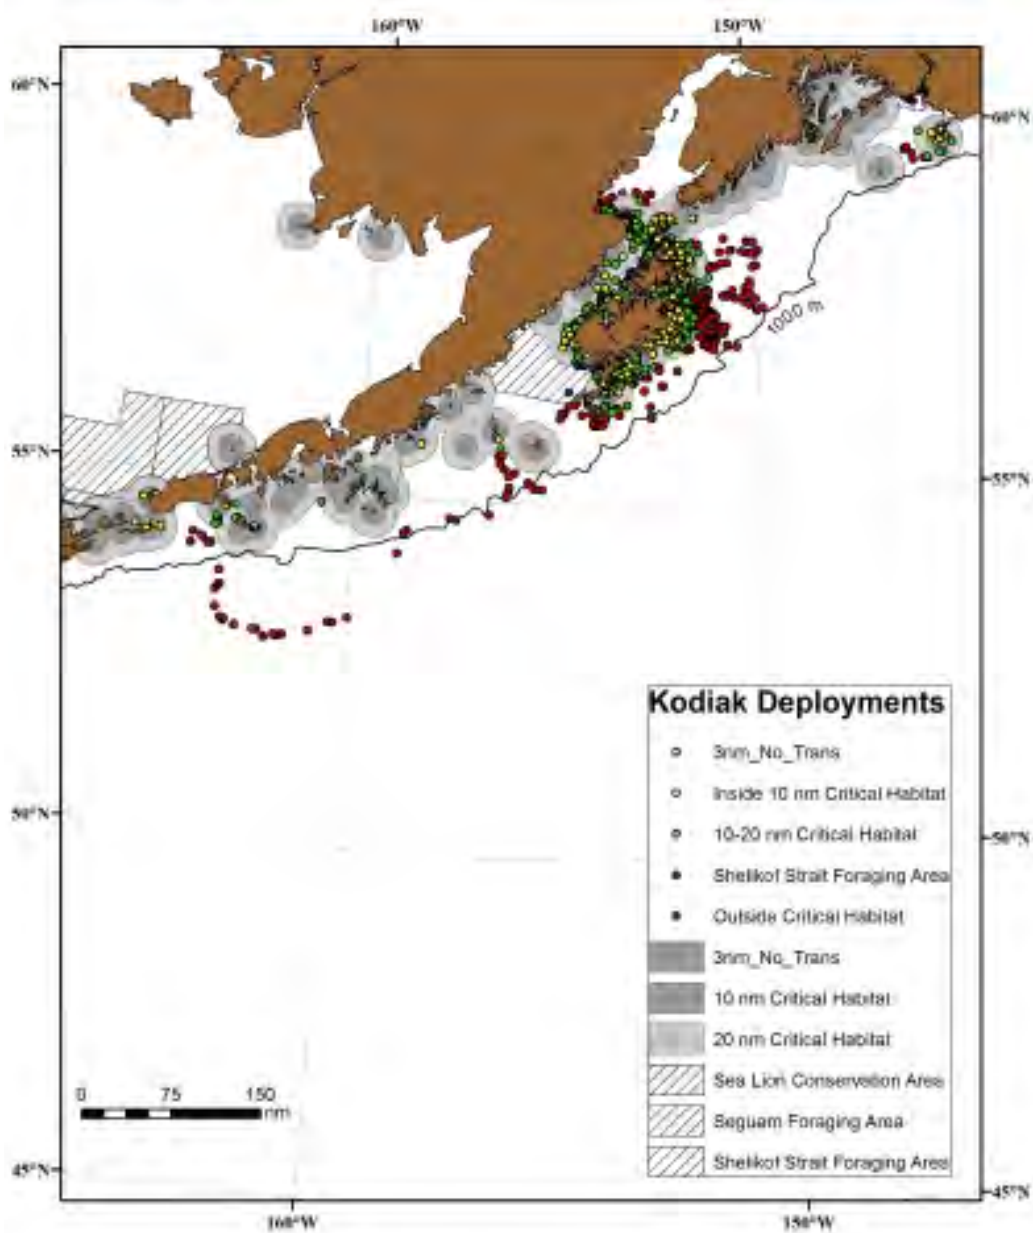 160°W 150°W
60°N
60°N
1000 m
55°N
55°N
Kodiak Deployments
3nm_No_Trans
Inside 10 nm Critical Habitat
10-20 nm Critical Habitat
Shelikof Strait Foraging Area
50°N
50°N
Outside Critical Habitat
3nm_No_Trans
10 nm Critical Habitat
20 nm Critical Habitat
Sea Lion Conservation Area
0 75 150
nm
Seguam Foraging Area
Shelikof Strait Foraging Area
45°N
45°N
160°W 150°W